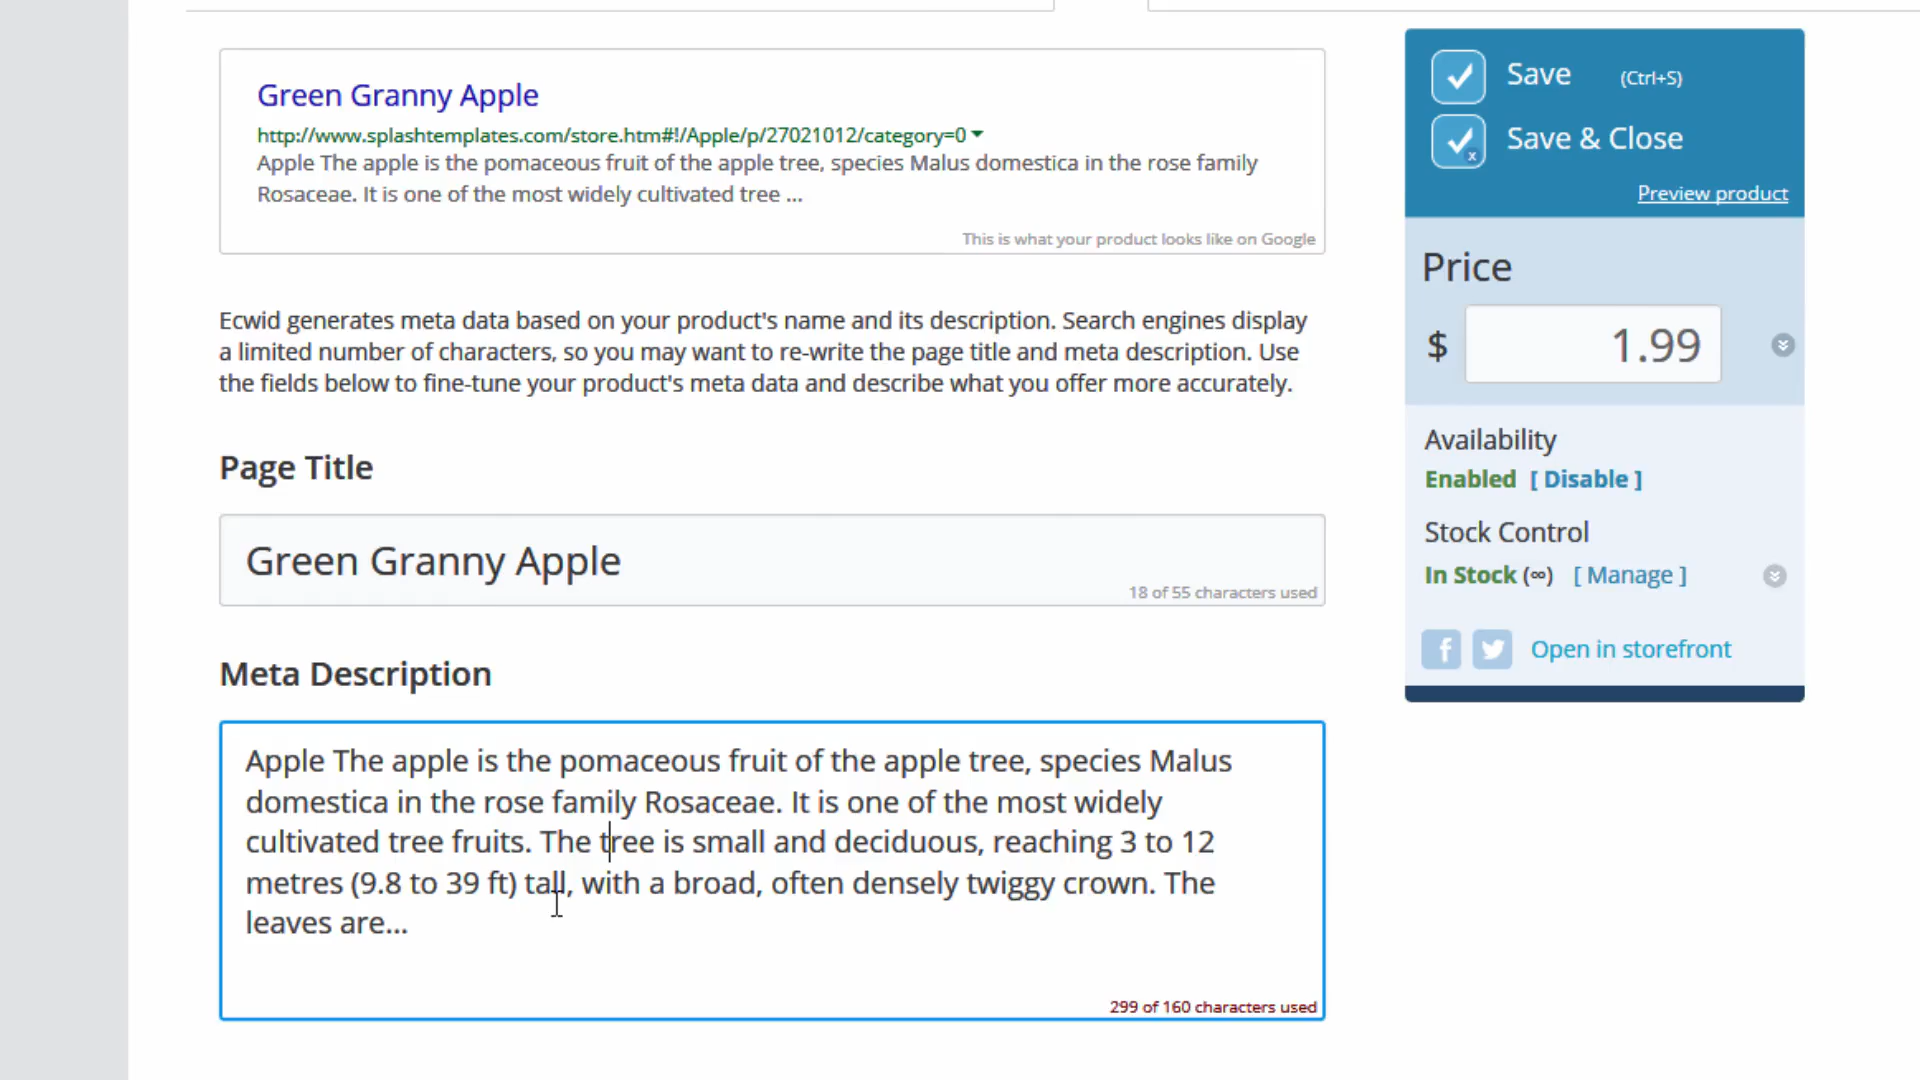 Green Granny Apple
http://www.splashtemplates.com/store.htm#!/Apple/p/27021012/category=0
Apple The apple is the pomaceous fruit of the apple tree, species Malus domestica in the rose family
Rosaceae. It is one of the most widely cultivated tree ...
This is what your product looks like on Google
Ecwid generates meta data based on your product's name and its description. Search engines display
a limited number of characters, so you may want to re-write the page title and meta description. Use
the fields below to fine-tune your product's meta data and describe what you offer more accurately.
Page Title
Green Granny Apple
18 of 55 characters used
Meta Description
Apple The apple is the pomaceous fruit of the apple tree, species Malus
domestica in the rose family Rosaceae. It is one of the most widely
cultivated tree fruits. The tree is small and deciduous, reaching 3 to 12
metres (9.8 to 39 ft) tall, with a broad, often densely twiggy crown. The
leaves are...
299 of 160 characters used
Save (Ctrl+S)
Save & Close
Preview product
Price
$ 1.99
Availability
Enabled [ Disable ]
Stock Control
In Stock (∞) [ Manage ]
Open in storefront